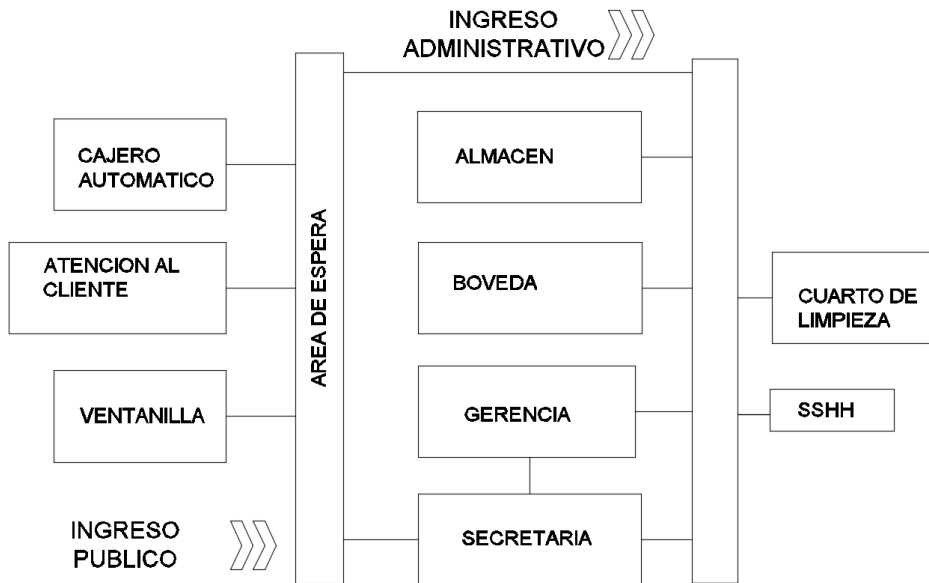 INGRESO
ADMINISTRATIVO
CAJERO
AUTOMATICO
ALMACEN
AREA DE ESPERA
ATENCION AL
CLIENTE
BOVEDA
CUARTO DE
LIMPIEZA
VENTANILLA
GERENCIA
SSHH
INGRESO
PUBLICO
SECRETARIA